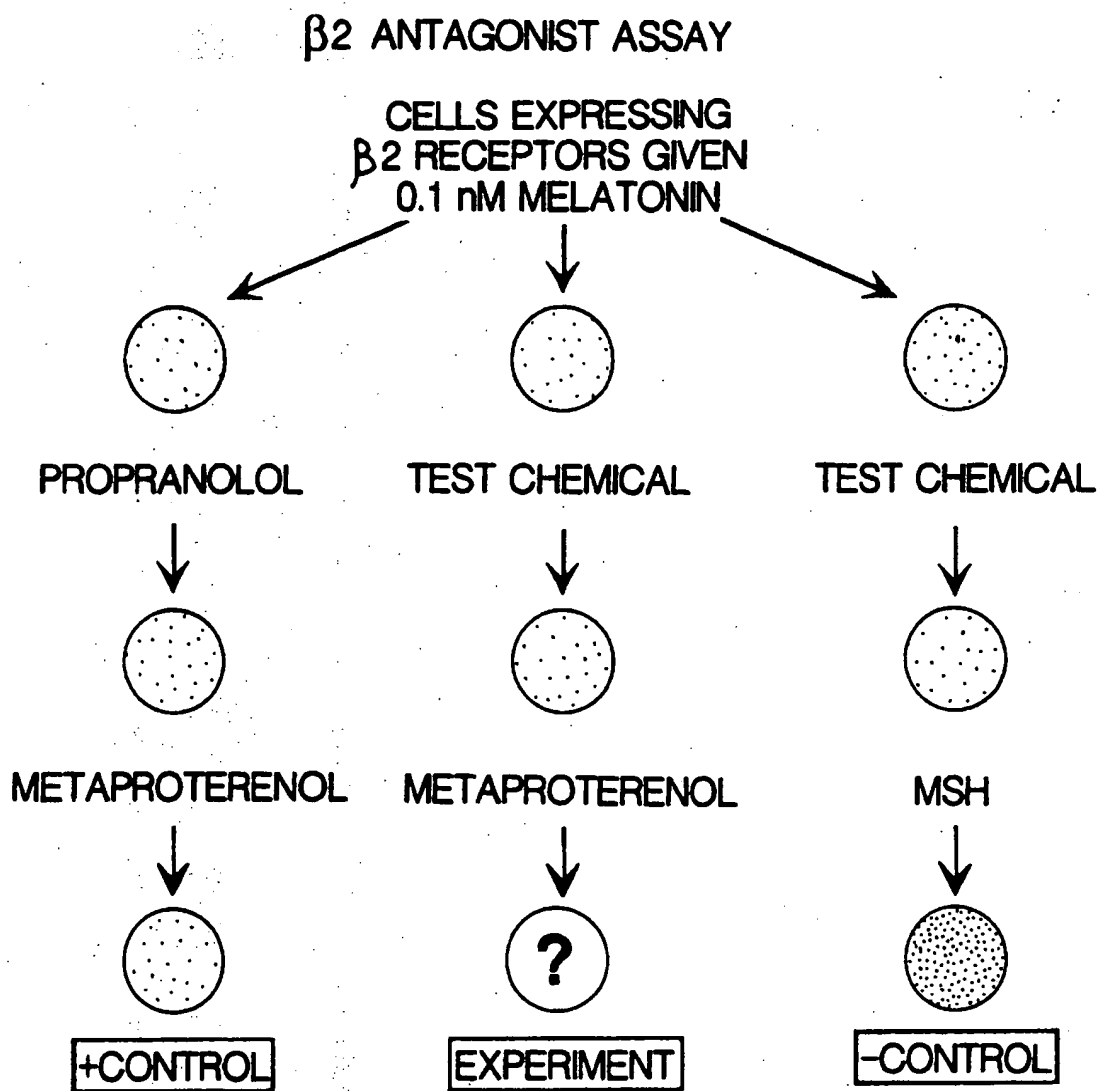 β2 ANTAGONIST ASSAY
CELLS EXPRESSING
β2 RECEPTORS GIVEN
0.1 nM MELATONIN
PROPRANOLOL TEST CHEMICAL TEST CHEMICAL
METAPROTERENOL METAPROTERENOL MSH
?
+CONTROL EXPERIMENT -CONTROL